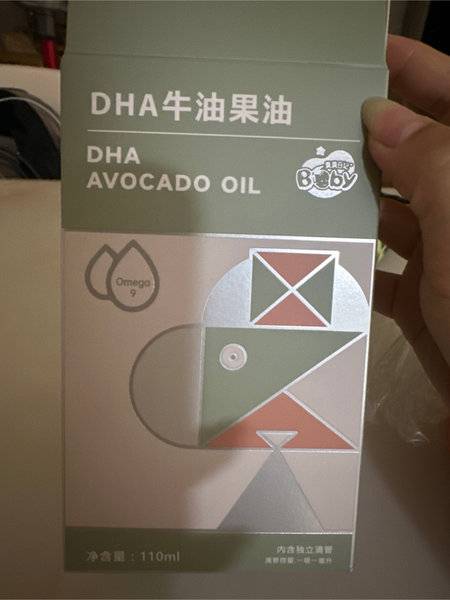 DHA牛油果油
DHA
AVOCADO OIL
Baby
Omega
9
净含量：110ml
内含独立滴管